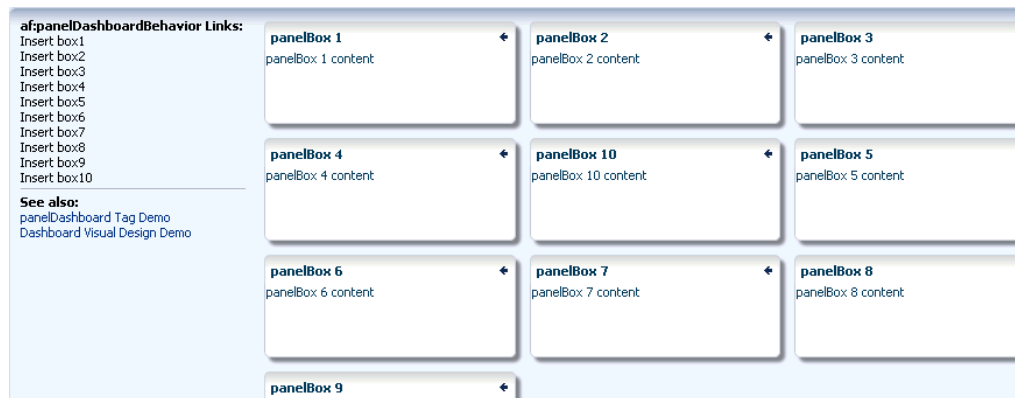 af:panelDashboardBehavior Links:
Insert box1
Insert box2
Insert box3
Insert box4
Insert box5
Insert box6
Insert box7
Insert box8
Insert box9
Insert box10
See also:
panelDashboard Tag Demo
Dashboard Visual Design Demo
panelBox 1
panelBox 1 content
panelBox 2
panelBox 2 content
panelBox 3
panelBox 3 content
panelBox 4
panelBox 4 content
panelBox 10
panelBox 10 content
panelBox 5
panelBox 5 content
panelBox 6
panelBox 6 content
panelBox 7
panelBox 7 content
panelBox 8
panelBox 8 content
panelBox 9